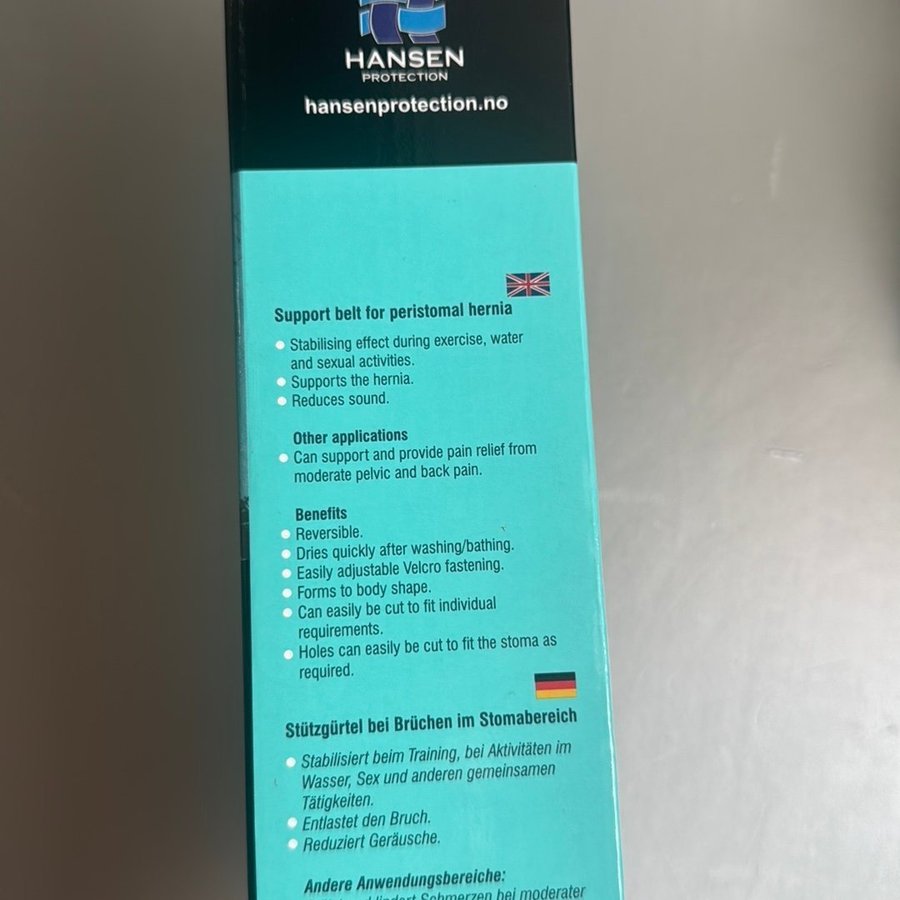 HANSEN
PROTECTION
hansenprotection.no
Support belt for peristomal hernia
Stabilising effect during exercise, water
and sexual activities.
Supports the hernia.
Reduces sound.
Other applications
Can support and provide pain relief from
moderate pelvic and back pain.
Benefits
Reversible.
Dries quickly after washing/bathing.
Easily adjustable Velcro fastening.
Forms to body shape.
Can easily be cut to fit individual
requirements.
Holes can easily be cut to fit the stoma as
required.
Stützgürtel bei Brüchen im Stomabereich
Stabilisiert beim Training, bei Aktivitäten im
Wasser, Sex und anderen gemeinsamen
Tätigkeiten.
Entlastet den Bruch.
Reduziert Geräusche.
Andere Anwendungsbereiche:
Schmerzen bei moderater